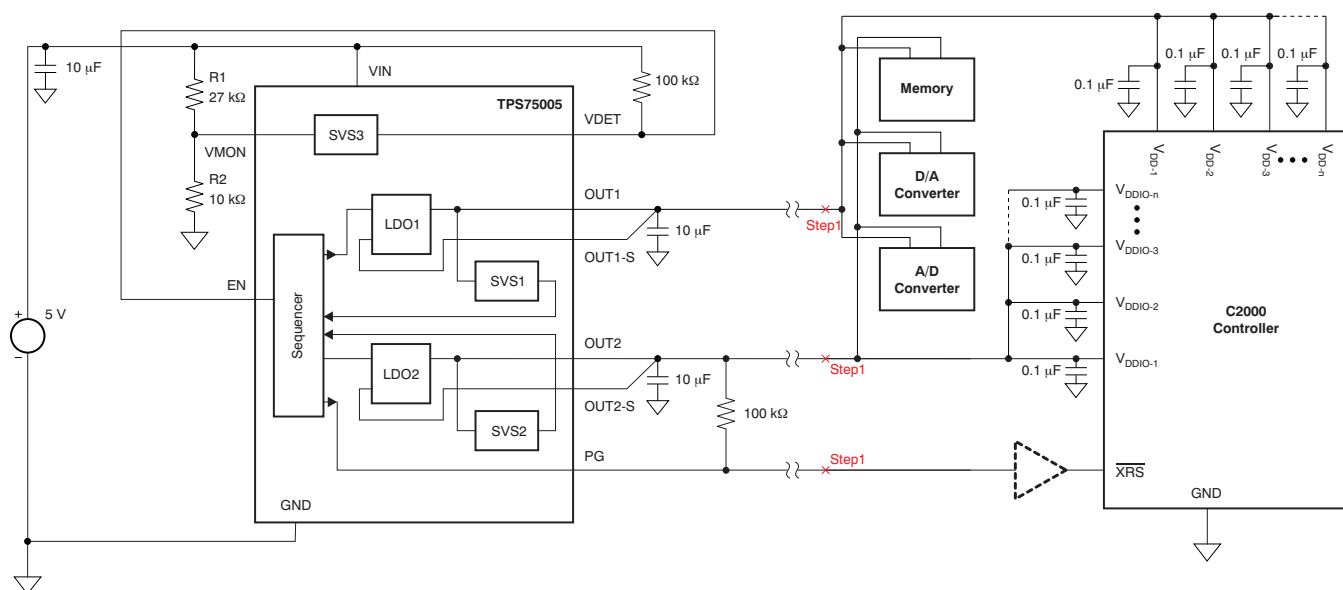 10 µF
R1
27 kΩ
VIN
100 kΩ
TPS75005
VDET
SVS3
VMON
R2
10 kΩ
OUT1
LDO1
10 µF
OUT1-S
SVS1
EN
Sequencer
5 V
+
–
OUT2
LDO2
10 µF
OUT2-S
SVS2
100 kΩ
PG
GND
Step1
Step1
Step1
Memory
D/A
Converter
A/D
Converter
0.1 µF
0.1 µF
0.1 µF
0.1 µF
VDD-1
VDD-2
VDD-3
VDD-n
VDDIO-n
0.1 µF
VDDIO-3
0.1 µF
VDDIO-2
0.1 µF
VDDIO-1
0.1 µF
C2000
Controller
XRS
GND